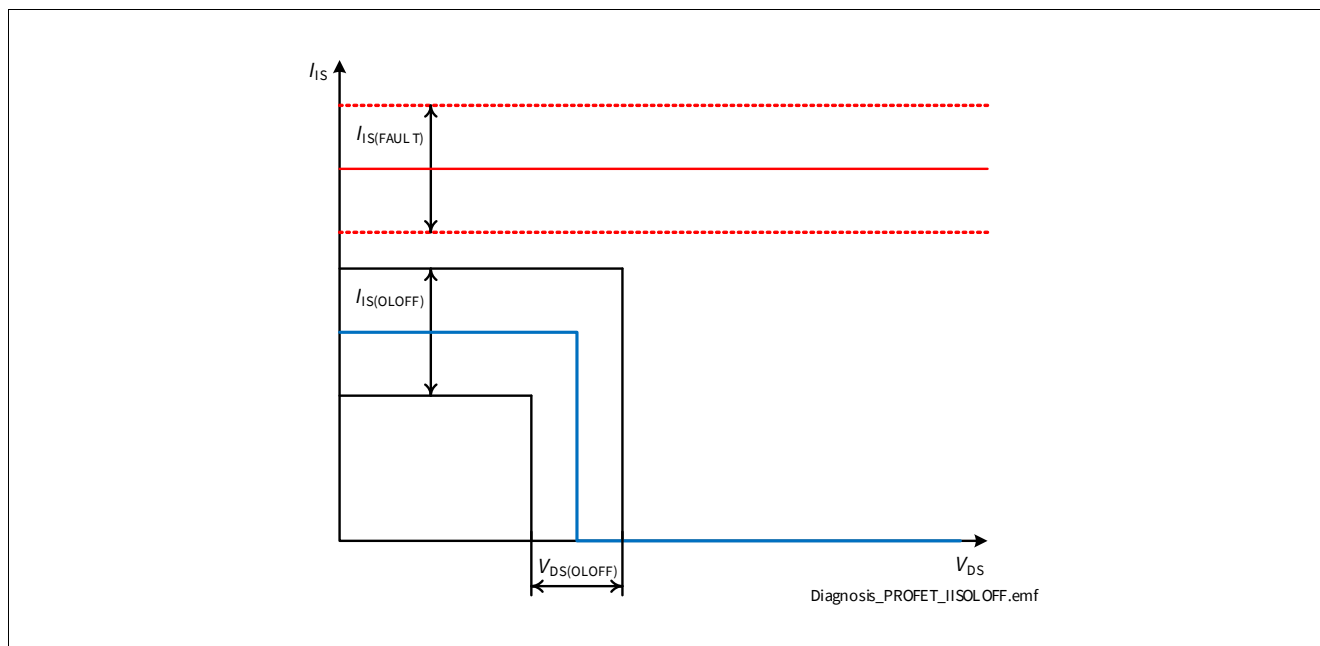 IIS
IIS(FAULT)
IIS(OLOFF)
VDS(OLOFF)
VDS
Diagnosis_PROFET_IISOLOFF.emf